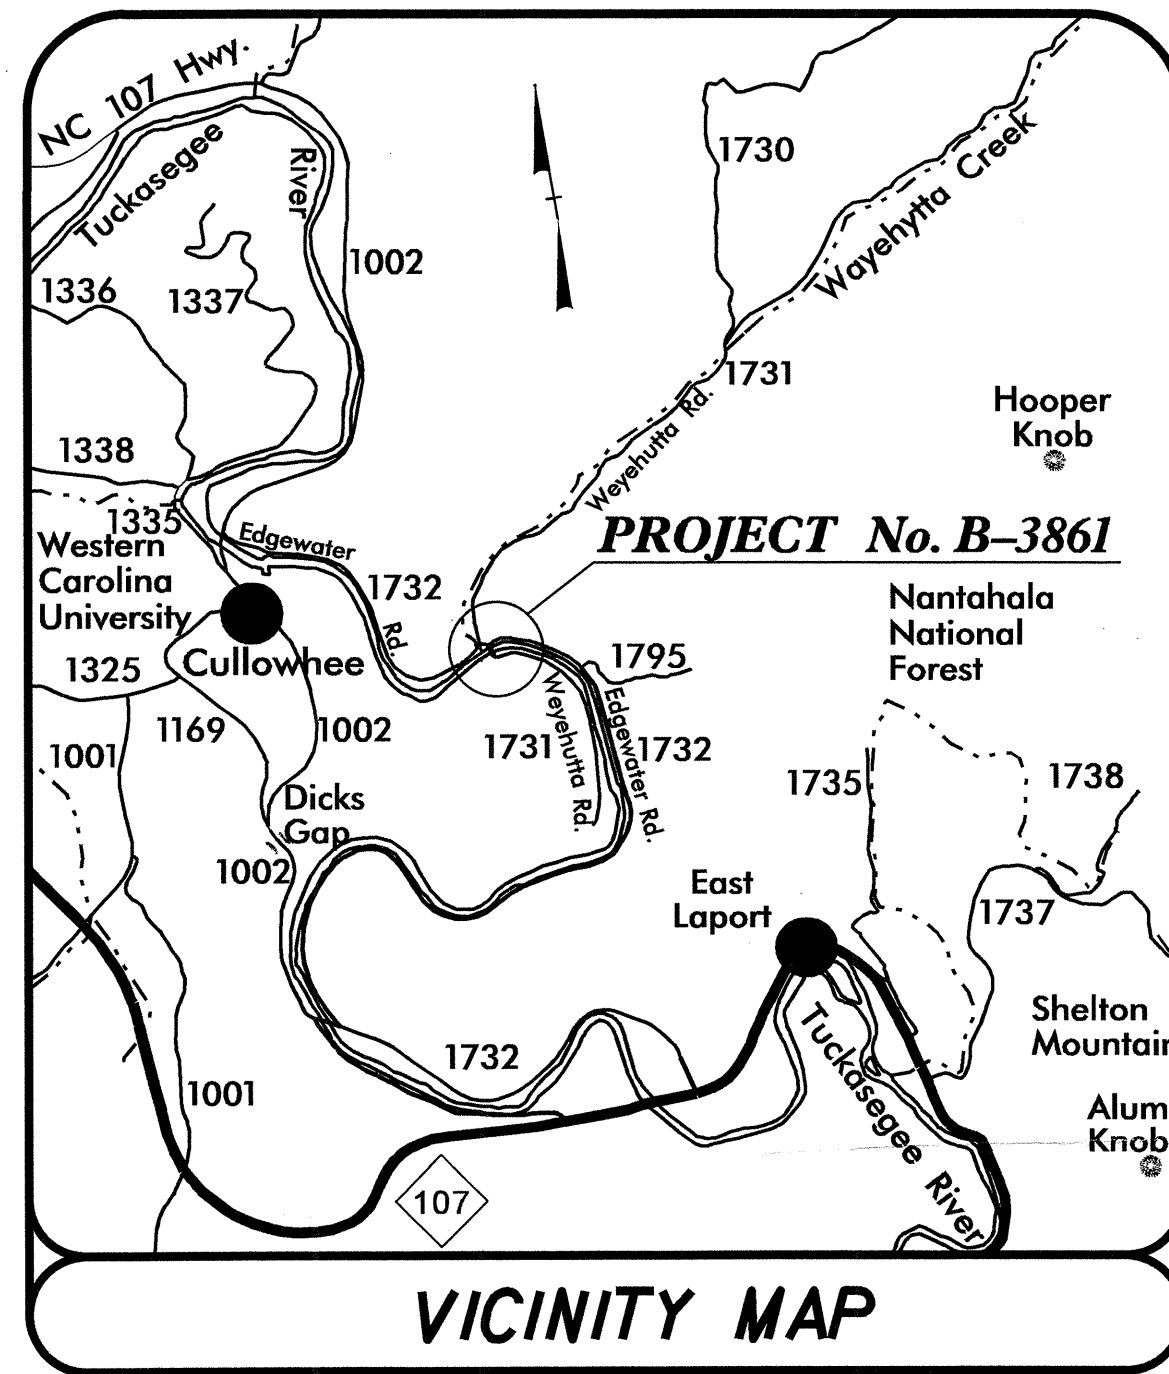 NC 107 Hwy.
Tuckasegee
River
1730
Wayehytta Creek
1002
1336
1337
1731
Hooper
Knob
Weyehutta Rd.
1338
1335
Edgewater
PROJECT No. B-3861
Western
Carolina
University
1732
Rd.
Nantahala
National
Forest
Cullowhee
1325
1795
1169
1002
1001
1731
Weyehutta Rd.
Edgewater Rd.
1732
1735
1738
Dicks
Gap
1002
East
Laport
1737
Shelton
Mountain
1732
Tuckasegee River
1001
Alum
Knob
107
VICINITY MAP